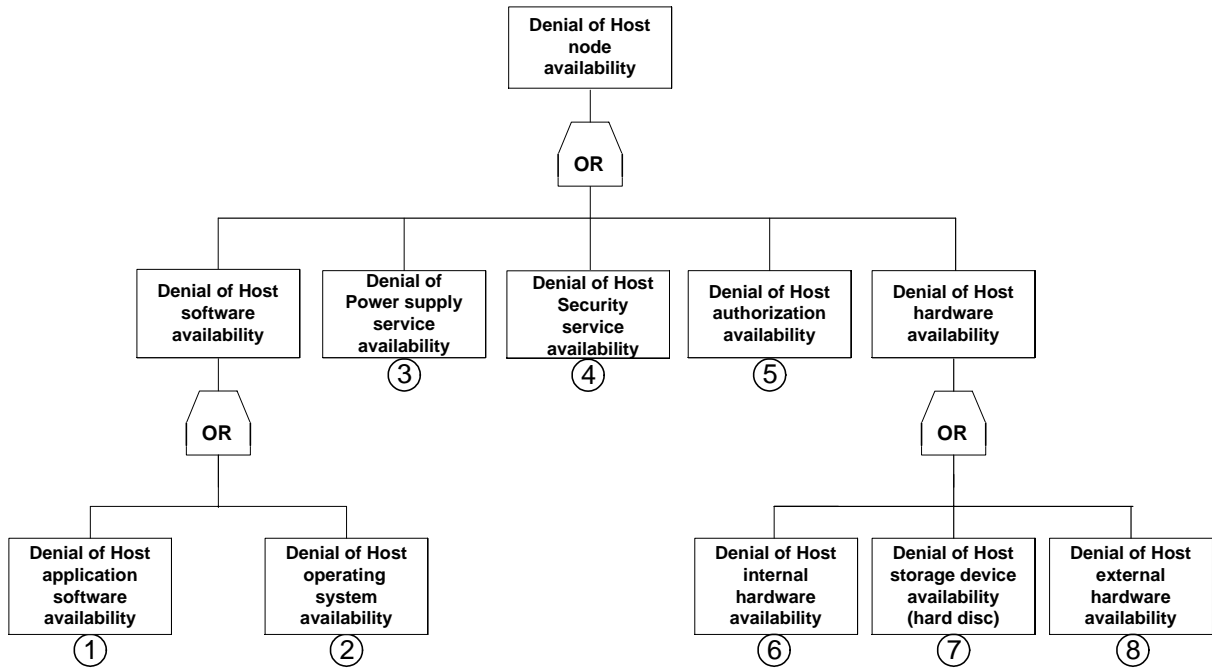 Denial of Host
node
availability
OR
Denial of Host
software
availability
Denial of
Power supply
service
availability
3
Denial of Host
Security
service
availability
4
Denial of Host
authorization
availability
5
Denial of Host
hardware
availability
OR
OR
Denial of Host
application
software
availability
1
Denial of Host
operating
system
availability
2
Denial of Host
internal
hardware
availability
6
Denial of Host
storage device
availability
(hard disc)
7
Denial of Host
external
hardware
availability
8